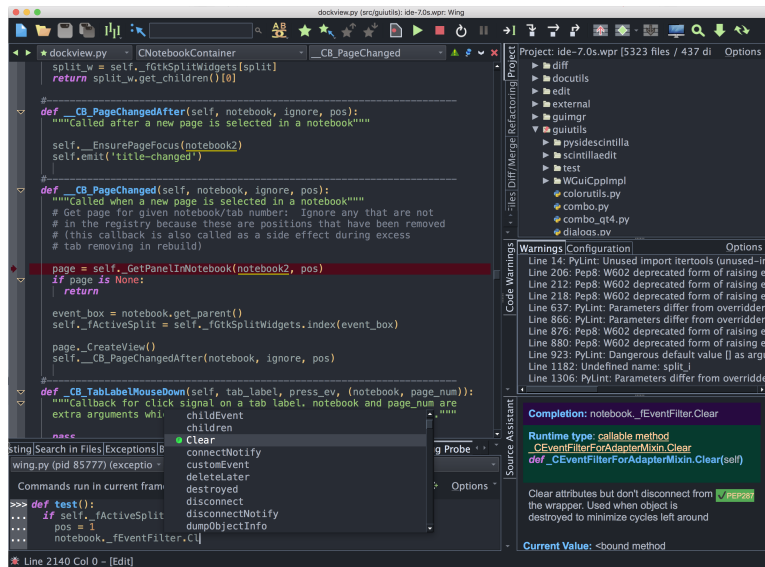 dockview.py (src/guiutils): ide-7.0s.wpr: Wing
dockview.py
CNotebookContainer
__CB_PageChanged
split_w = self._fGtkSplitWidgets[split]
return split_w.get_children()[0]
#
def __CB_PageChangedAfter(self, notebook, ignore, pos):
"""Called after a new page is selected in a notebook"""
self.__EnsurePageFocus(notebook2)
self.emit('title-changed')
#
def __CB_PageChanged(self, notebook, ignore, pos):
"""Called when a new page is selected in a notebook"""
# Get page for given notebook/tab number:  Ignore any that are not
# in the registry because these are positions that have been removed
# (this callback is also called as a side effect during excess
# tab removing in rebuild)
page = self._GetPanelInNotebook(notebook2, pos)
if page is None:
return
event_box = notebook.get_parent()
self._fActiveSplit = self._fGtkSplitWidgets.index(event_box)
page._CreateView()
self.__CB_PageChangedAfter(notebook, ignore, pos)
#
def _CB_TabLabelMouseDown(self, tab_label, press_ev, (notebook, page_num)):
"""Callback for click signal on a tab label. notebook and page_num are
extra arguments whi
."""
pass
childEvent
children
Clear
connectNotify
customEvent
deleteLater
destroyed
disconnect
disconnectNotify
dumpObjectInfo
sting Search in Files Exceptions B
g Probe
wing.py (pid 85777) (exceptio
Commands run in current fram
Options
>>> def test():
... if self._fActiveSplit
... pos = 1
... notebook._fEventFilter.Cl
Line 2140 Col 0 – [Edit]
Project
Files Diff/Merge Refactoring
Project: ide-7.0s.wpr [5323 files / 437 di
Options
diff
docutils
edit
external
guimgr
guiutils
pysidescintilla
scintillaedit
test
WGuiCppImpl
colorutils.py
combo.py
combo_qt4.py
dialogs.py
Code Warnings
Warnings Configuration
Options
Line 14: PyLint: Unused import itertools (unused-i
Line 206: Pep8: W602 deprecated form of raising e
Line 212: Pep8: W602 deprecated form of raising e
Line 218: Pep8: W602 deprecated form of raising e
Line 637: PyLint: Parameters differ from overridden
Line 866: PyLint: Parameters differ from overridden
Line 876: Pep8: W602 deprecated form of raising e
Line 880: Pep8: W602 deprecated form of raising e
Line 923: PyLint: Dangerous default value [] as argu
Line 1182: Undefined name: split_i
Line 1306: PyLint: Parameters differ from overridde
Source Assistant
Completion: notebook._fEventFilter.Clear
Runtime type: callable method
_CEventFilterForAdapterMixin.Clear
def _CEventFilterForAdapterMixin.Clear(self)
Clear attributes but don't disconnect from
the wrapper. Used when object is
destroyed to minimize cycles left around
PEP287
Current Value: <bound method